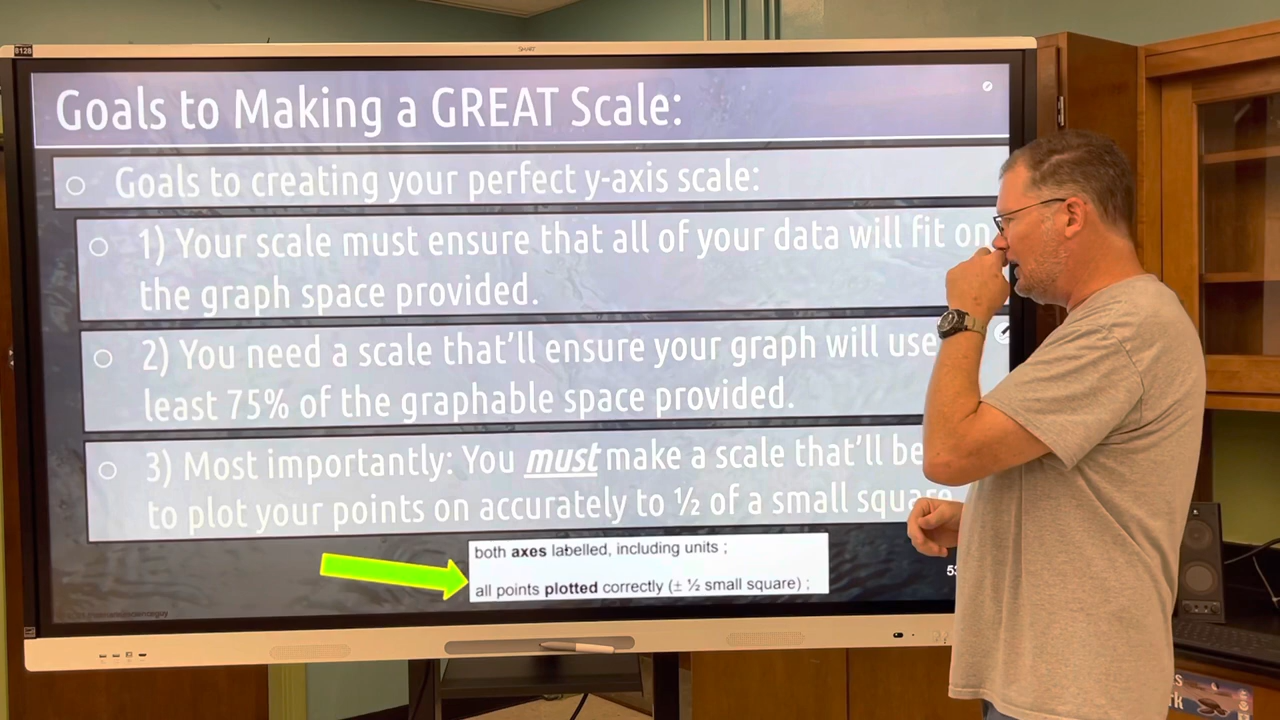 8128
SMART
Goals to Making a GREAT Scale:
Goals to creating your perfect y-axis scale:
1) Your scale must ensure that all of your data will fit on
the graph space provided.
2) You need a scale that'll ensure your graph will use
least 75% of the graphable space provided.
3) Most importantly: You must make a scale that'll be
to plot your points on accurately to ½ of a small square
both axes labelled, including units ;
all points plotted correctly (± ½ small square) ;